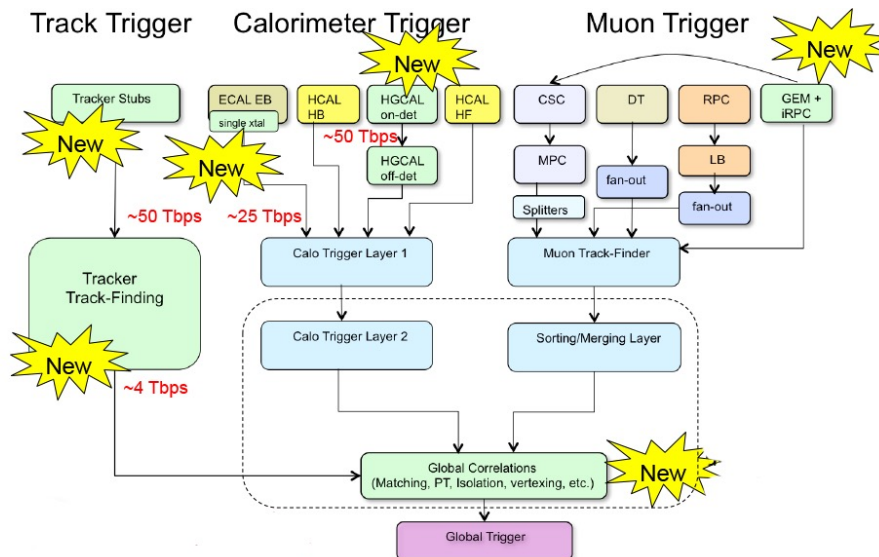 Track Trigger
Calorimeter Trigger
Muon Trigger
New
New
Tracker Stubs
ECAL EB
single xtal
HCAL
HB
HGCAL
on-det
HCAL
HF
CSC
DT
RPC
GEM +
iRPC
New
New
~50 Tbps
HGCAL
off-det
MPC
fan-out
LB
Splitters
fan-out
~50 Tbps
~25 Tbps
Calo Trigger Layer 1
Muon Track-Finder
Tracker
Track-Finding
Calo Trigger Layer 2
Sorting/Merging Layer
New
~4 Tbps
Global Correlations
(Matching, PT, Isolation, vertexing, etc.)
New
Global Trigger